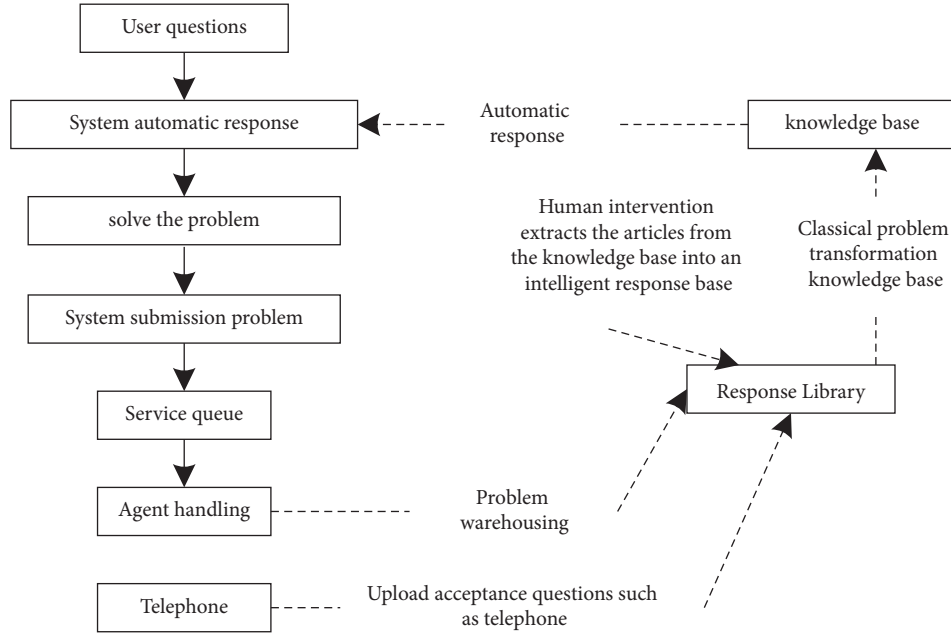 User questions
System automatic response
Automatic
response
knowledge base
solve the problem
Human intervention
extracts the articles from
the knowledge base into an
intelligent response base
Classical problem
transformation
knowledge base
System submission problem
Response Library
Service queue
Agent handling
Problem
warehousing
Telephone
Upload acceptance questions such
as telephone